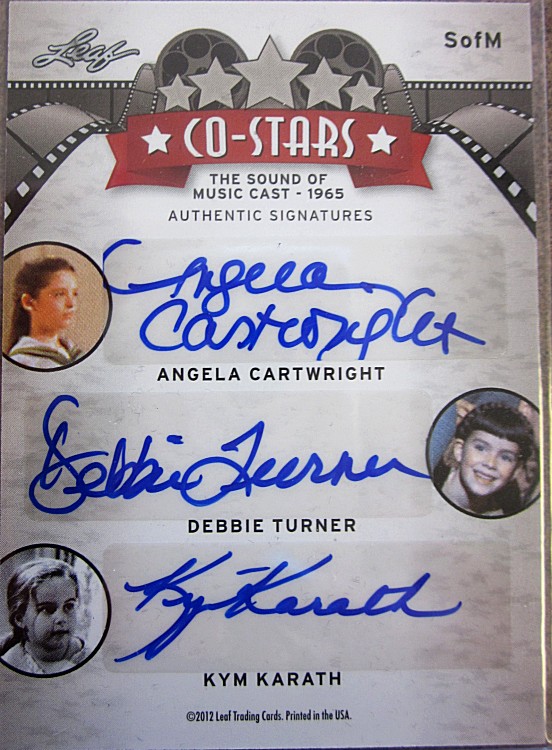 Leaf
SofM
CO-STARS
THE SOUND OF
MUSIC CAST - 1965
AUTHENTIC SIGNATURES
Angela
Cartwright
ANGELA CARTWRIGHT
Debbie Turner
DEBBIE TURNER
Kym Karath
KYM KARATH
©2012 Leaf Trading Cards. Printed in the USA.